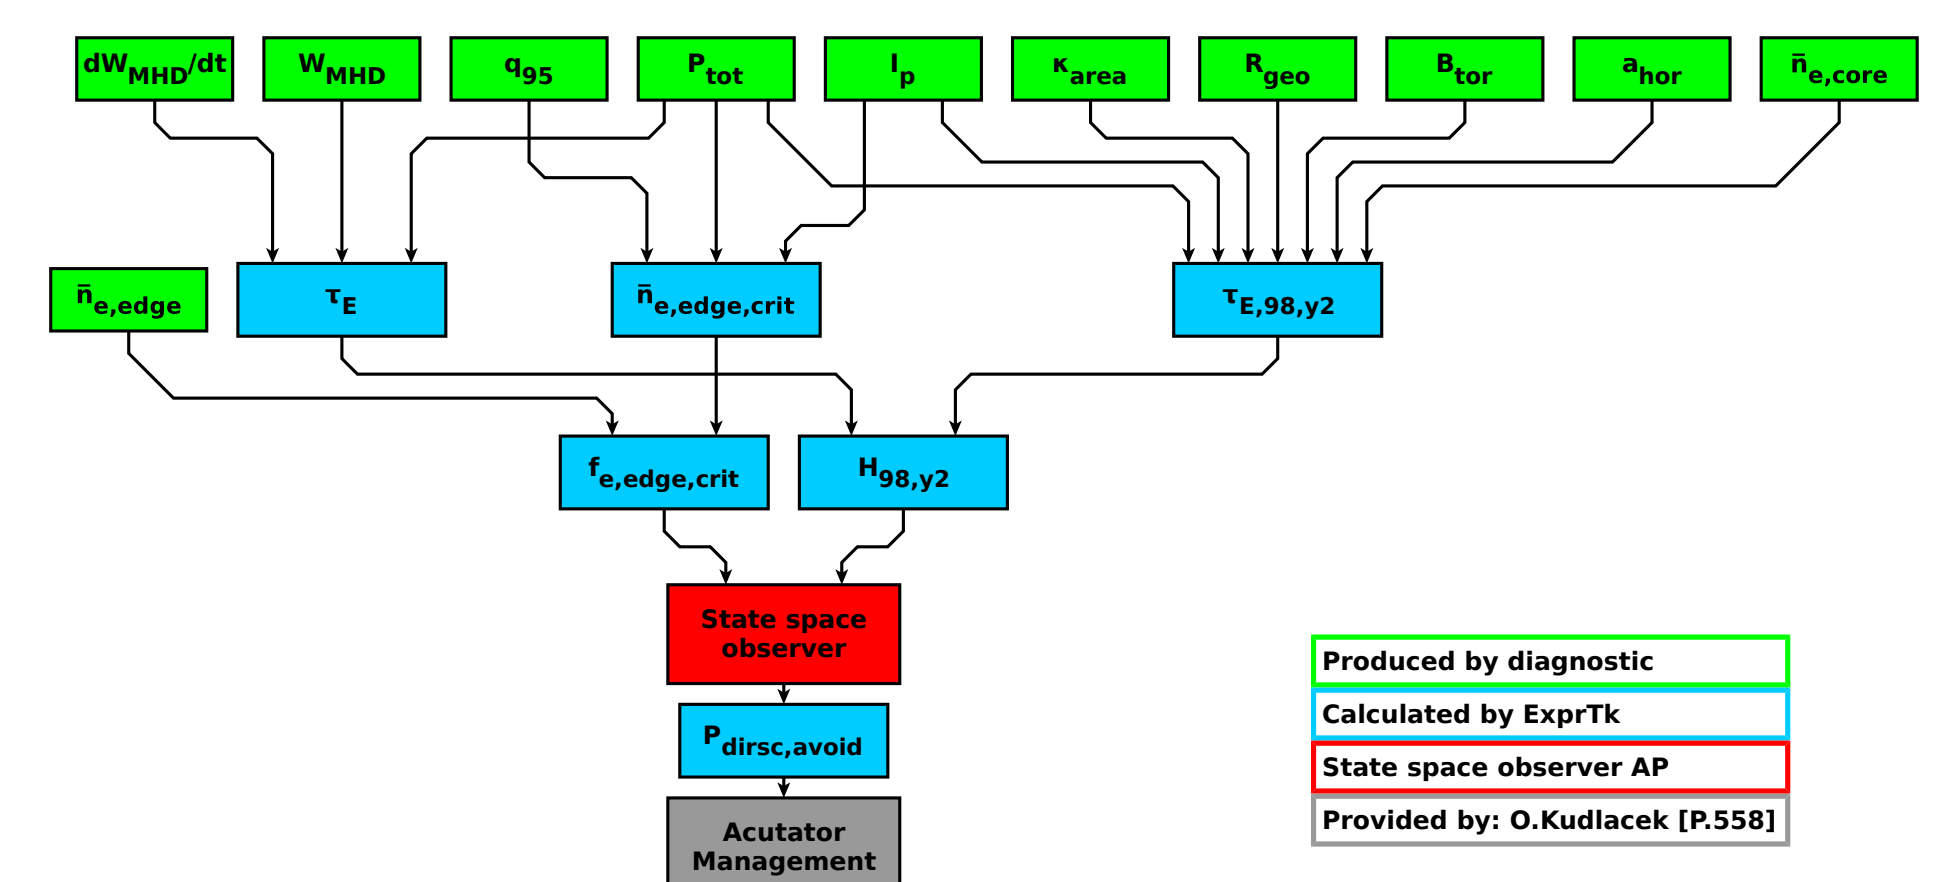 dW_MHD/dt
W_MHD
q_95
P_tot
I_p
κ_area
R_geo
B_tor
a_hor
n̄_e,core
n̄_e,edge
τ_E
n̄_e,edge,crit
τ_E,98,y2
f_e,edge,crit
H_98,y2
State space
observer
P_dirsc,avoid
Acutator
Management
Produced by diagnostic
Calculated by ExprTk
State space observer AP
Provided by: O.Kudlacek [P.558]